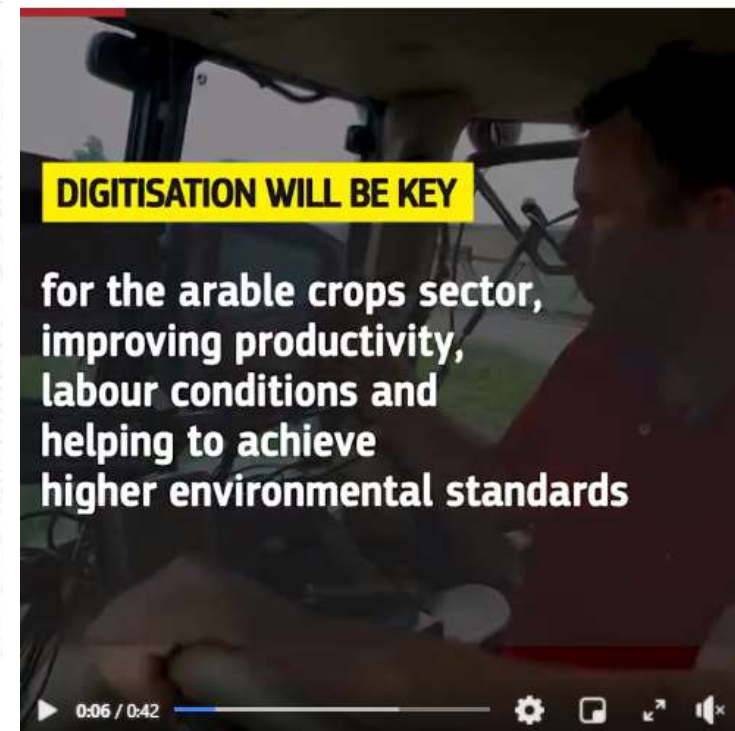 DIGITISATION WILL BE KEY
for the arable crops sector,
improving productivity,
labour conditions and
helping to achieve
higher environmental standards
0:06 / 0:42